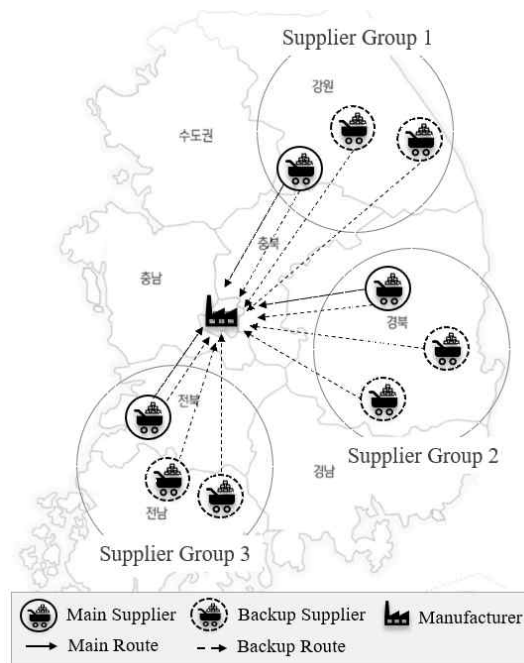 Supplier Group 1
강원
수도권
충북
충남
경북
전북
Supplier Group 2
경남
전남
Supplier Group 3
Main Supplier Backup Supplier Manufacturer
Main Route Backup Route